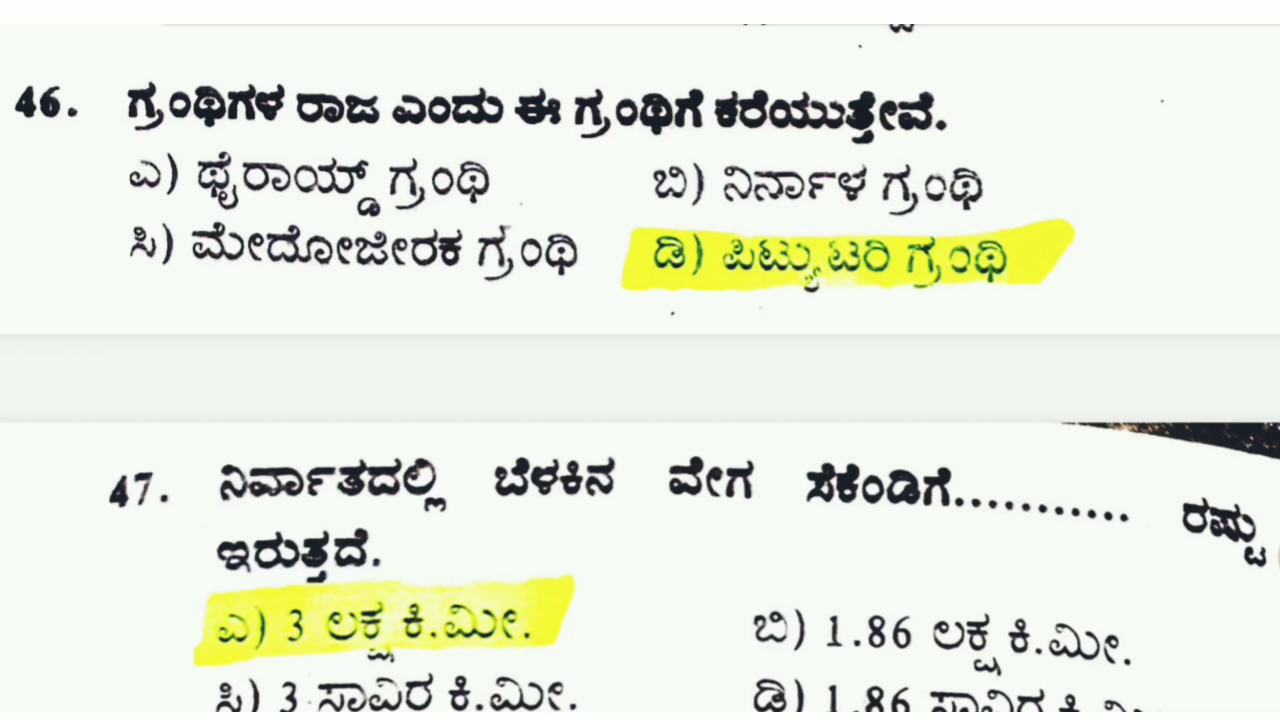 46. ಗ್ರಂಥಿಗಳ ರಾಜ ಎಂದು ಈ ಗ್ರಂಥಿಗೆ ಕರೆಯುತ್ತೇವೆ.
ಎ) ಥೈರಾಯ್ಡ್ ಗ್ರಂಥಿ ಬಿ) ನಿರ್ನಾಳ ಗ್ರಂಥಿ
ಸಿ) ಮೇದೋಜೀರಕ ಗ್ರಂಥಿ ಡಿ) ಪಿಟ್ಯುಟರಿ ಗ್ರಂಥಿ
47. ನಿರ್ವಾತದಲ್ಲಿ ಬೆಳಕಿನ ವೇಗ ಸೆಕೆಂಡಿಗೆ........... ರಷ್ಟು
ಇರುತ್ತದೆ.
ಎ) 3 ಲಕ್ಷ ಕಿ.ಮೀ. ಬಿ) 1.86 ಲಕ್ಷ ಕಿ.ಮೀ.
ಸಿ) 3 ಸಾವಿರ ಕಿ.ಮೀ. ಡಿ) 1.86 ಸಾವಿರ